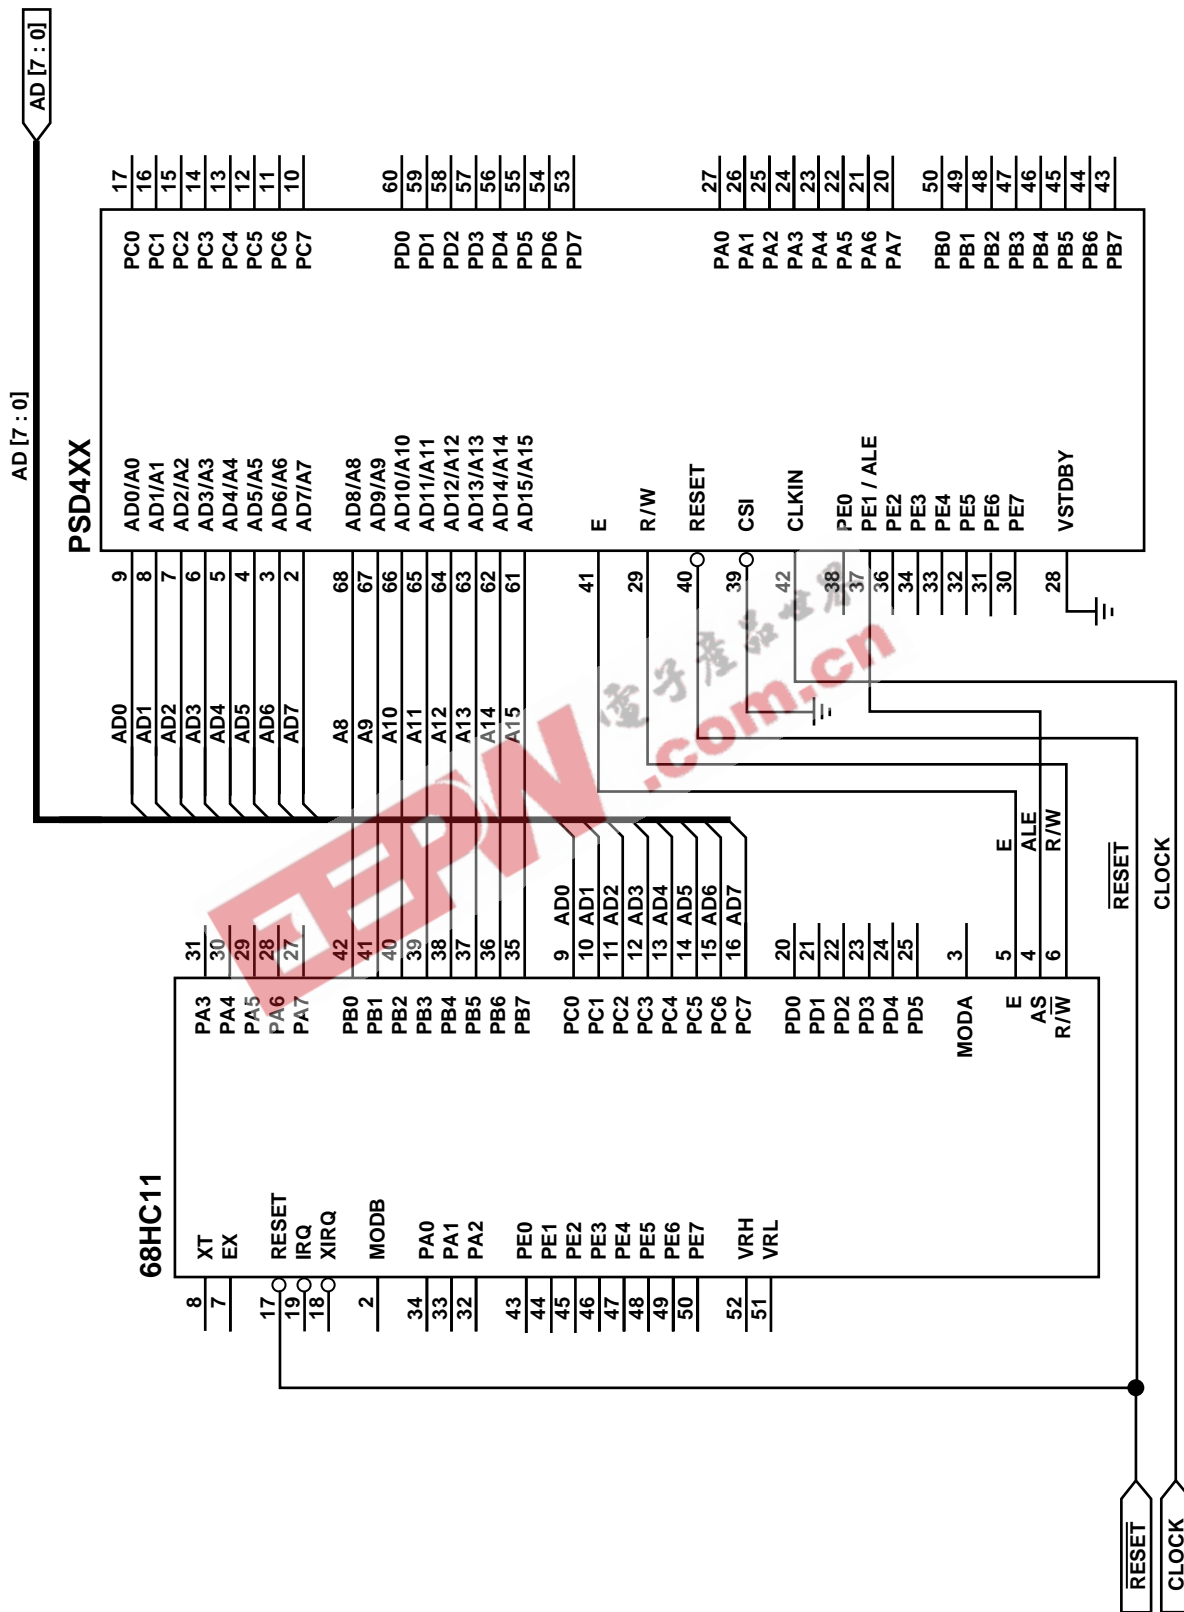 AD [7 : 0]
AD [7 : 0]
68HC11
8 XT
7 EX
17 RESET
19 IRQ
18 XIRQ
2 MODB
34 PA0
33 PA1
32 PA2
43 PE0
44 PE1
45 PE2
46 PE3
47 PE4
48 PE5
49 PE6
50 PE7
52 VRH
51 VRL
PA3 31
PA4 30
PA5 29
PA6 28
PA7 27
PB0 42
PB1 41
PB2 40
PB3 39
PB4 38
PB5 37
PB6 36
PB7 35
PC0 9 AD0
PC1 10 AD1
PC2 11 AD2
PC3 12 AD3
PC4 13 AD4
PC5 14 AD5
PC6 15 AD6
PC7 16 AD7
PD0 20
PD1 21
PD2 22
PD3 23
PD4 24
PD5 25
MODA 3
E 5 E
AS 4 ALE
R/W 6 R/W
PSD4XX
AD0 9 AD0/A0
AD1 8 AD1/A1
AD2 7 AD2/A2
AD3 6 AD3/A3
AD4 5 AD4/A4
AD5 4 AD5/A5
AD6 3 AD6/A6
AD7 2 AD7/A7
A8 68 AD8/A8
A9 67 AD9/A9
A10 66 AD10/A10
A11 65 AD11/A11
A12 64 AD12/A12
A13 63 AD13/A13
A14 62 AD14/A14
A15 61 AD15/A15
41 E
29 R/W
40 RESET
39 CSI
42 CLKIN
38 PE0
37 PE1 / ALE
36 PE2
34 PE3
33 PE4
32 PE5
31 PE6
30 PE7
28 VSTDBY
PC0 17
PC1 16
PC2 15
PC3 14
PC4 13
PC5 12
PC6 11
PC7 10
PD0 60
PD1 59
PD2 58
PD3 57
PD4 56
PD5 55
PD6 54
PD7 53
PA0 27
PA1 26
PA2 25
PA3 24
PA4 23
PA5 22
PA6 21
PA7 20
PB0 50
PB1 49
PB2 48
PB3 47
PB4 46
PB5 45
PB6 44
PB7 43
RESET
RESET
CLOCK
CLOCK
EEPW
.com.cn
電子產品世界